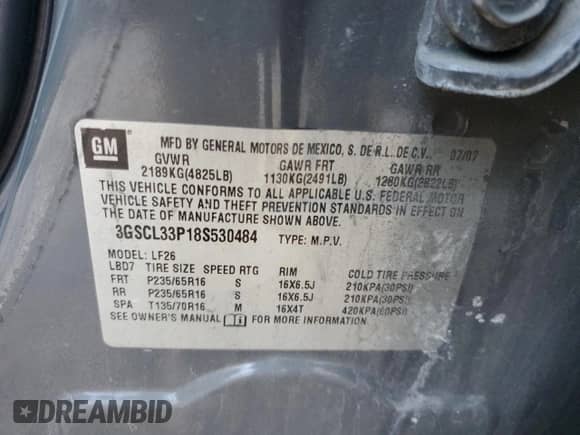 GM
MFD BY GENERAL MOTORS DE MEXICO, S. DE R.L. DE C.V. 07/07
GVWR GAWR FRT GAWR RR
2189KG(4825LB) 1130KG(2491LB) 1280KG(2822LB)
THIS VEHICLE CONFORMS TO ALL APPLICABLE U.S. FEDERAL MOTOR
VEHICLE SAFETY AND THEFT PREVENTION STANDARDS IN EFFECT ON
THE DATE OF MANUFACTURE SHOWN ABOVE.
3GSCL33P18S530484 TYPE: M.P.V.
MODEL: LF26
LBD7 TIRE SIZE SPEED RTG RIM COLD TIRE PRESSURE
FRT P235/65R16 S 16X6.5J 210KPA(30PSI)
RR P235/65R16 S 16X6.5J 210KPA(30PSI)
SPA T135/70R16 M 16X4T 420KPA(60PSI)
SEE OWNER'S MANUAL FOR MORE INFORMATION
DREAMBID